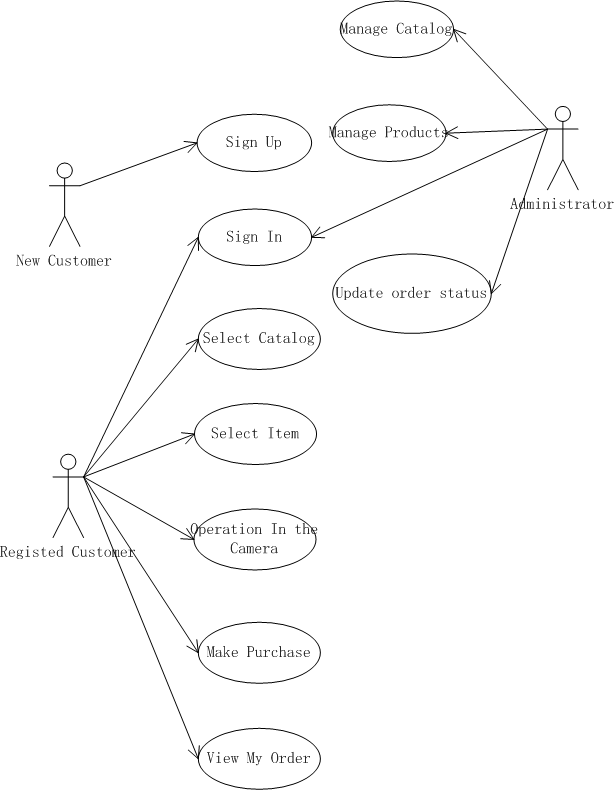 Manage Catalog
Manage Products
Sign Up
Administrator
New Customer
Sign In
Update order status
Select Catalog
Select Item
Operation In the
Camera
Registed Customer
Make Purchase
View My Order